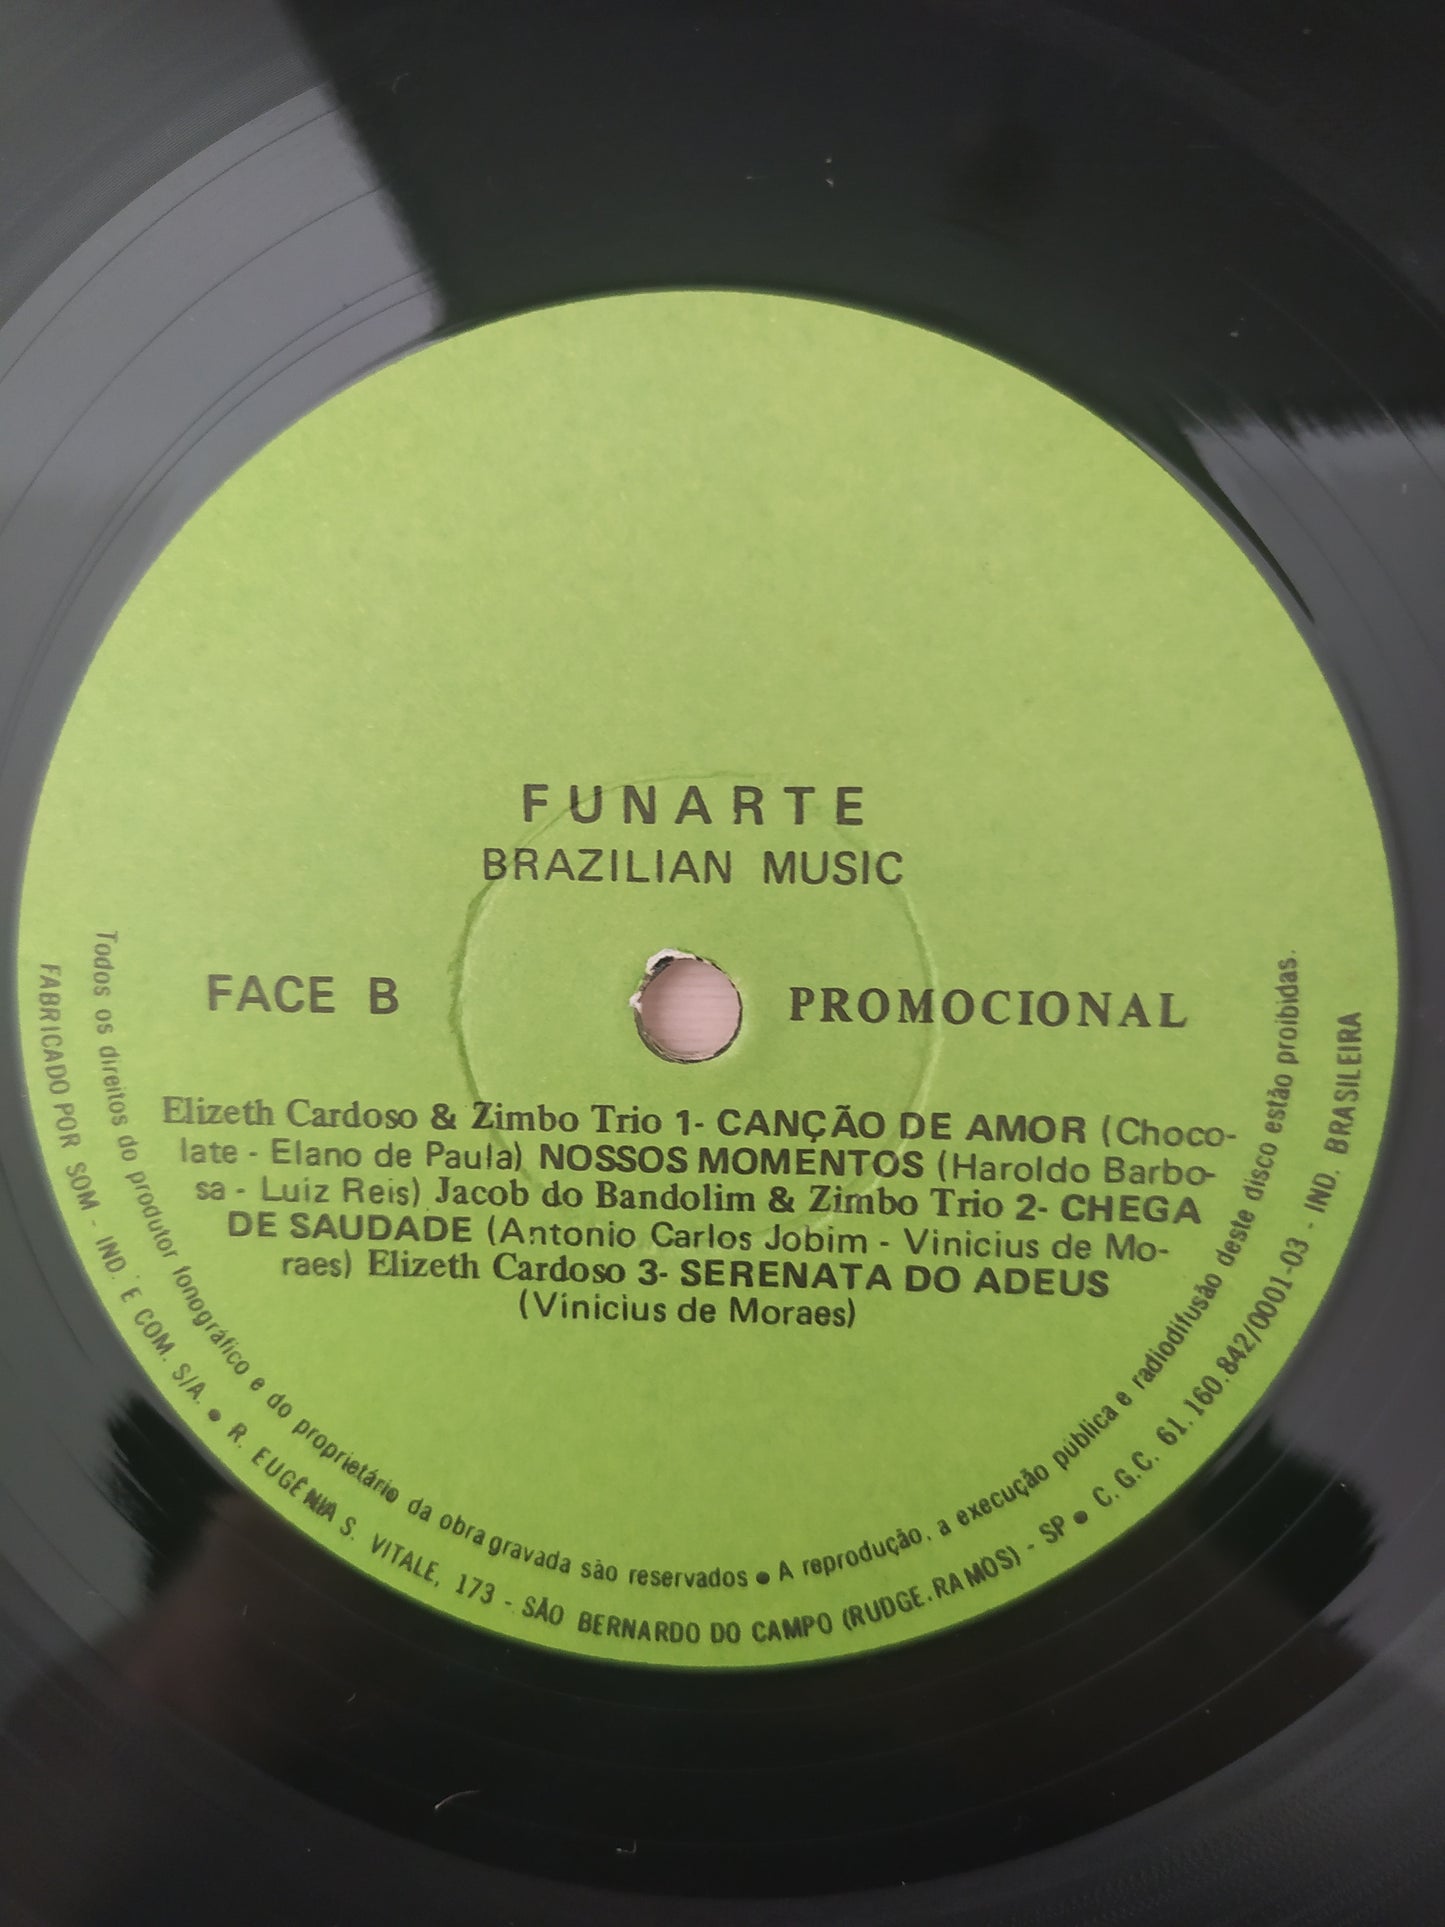 FUNARTE
BRAZILIAN MUSIC
FACE B
PROMOCIONAL
Elizeth Cardoso & Zimbo Trio 1- CANÇÃO DE AMOR (Choco-
late - Elano de Paula) NOSSOS MOMENTOS (Haroldo Barbo-
sa - Luiz Reis) Jacob do Bandolim & Zimbo Trio 2- CHEGA
DE SAUDADE (Antonio Carlos Jobim - Vinicius de Mo-
raes) Elizeth Cardoso 3- SERENATA DO ADEUS
(Vinicius de Moraes)
Todos os direitos do produtor fonográfico e do proprietário da obra gravada são reservados ● A reprodução. a execução pública e radiodifusão deste disco estão proibidas.
FABRICADO POR SOM - IND. E COM. S/A. ● R. EUGÊNIA S. VITALE, 173 - SÃO BERNARDO DO CAMPO (RUDGE.RAMOS) - SP ● C.G.C. 61.160.842/0001-03 - IND. BRASILEIRA